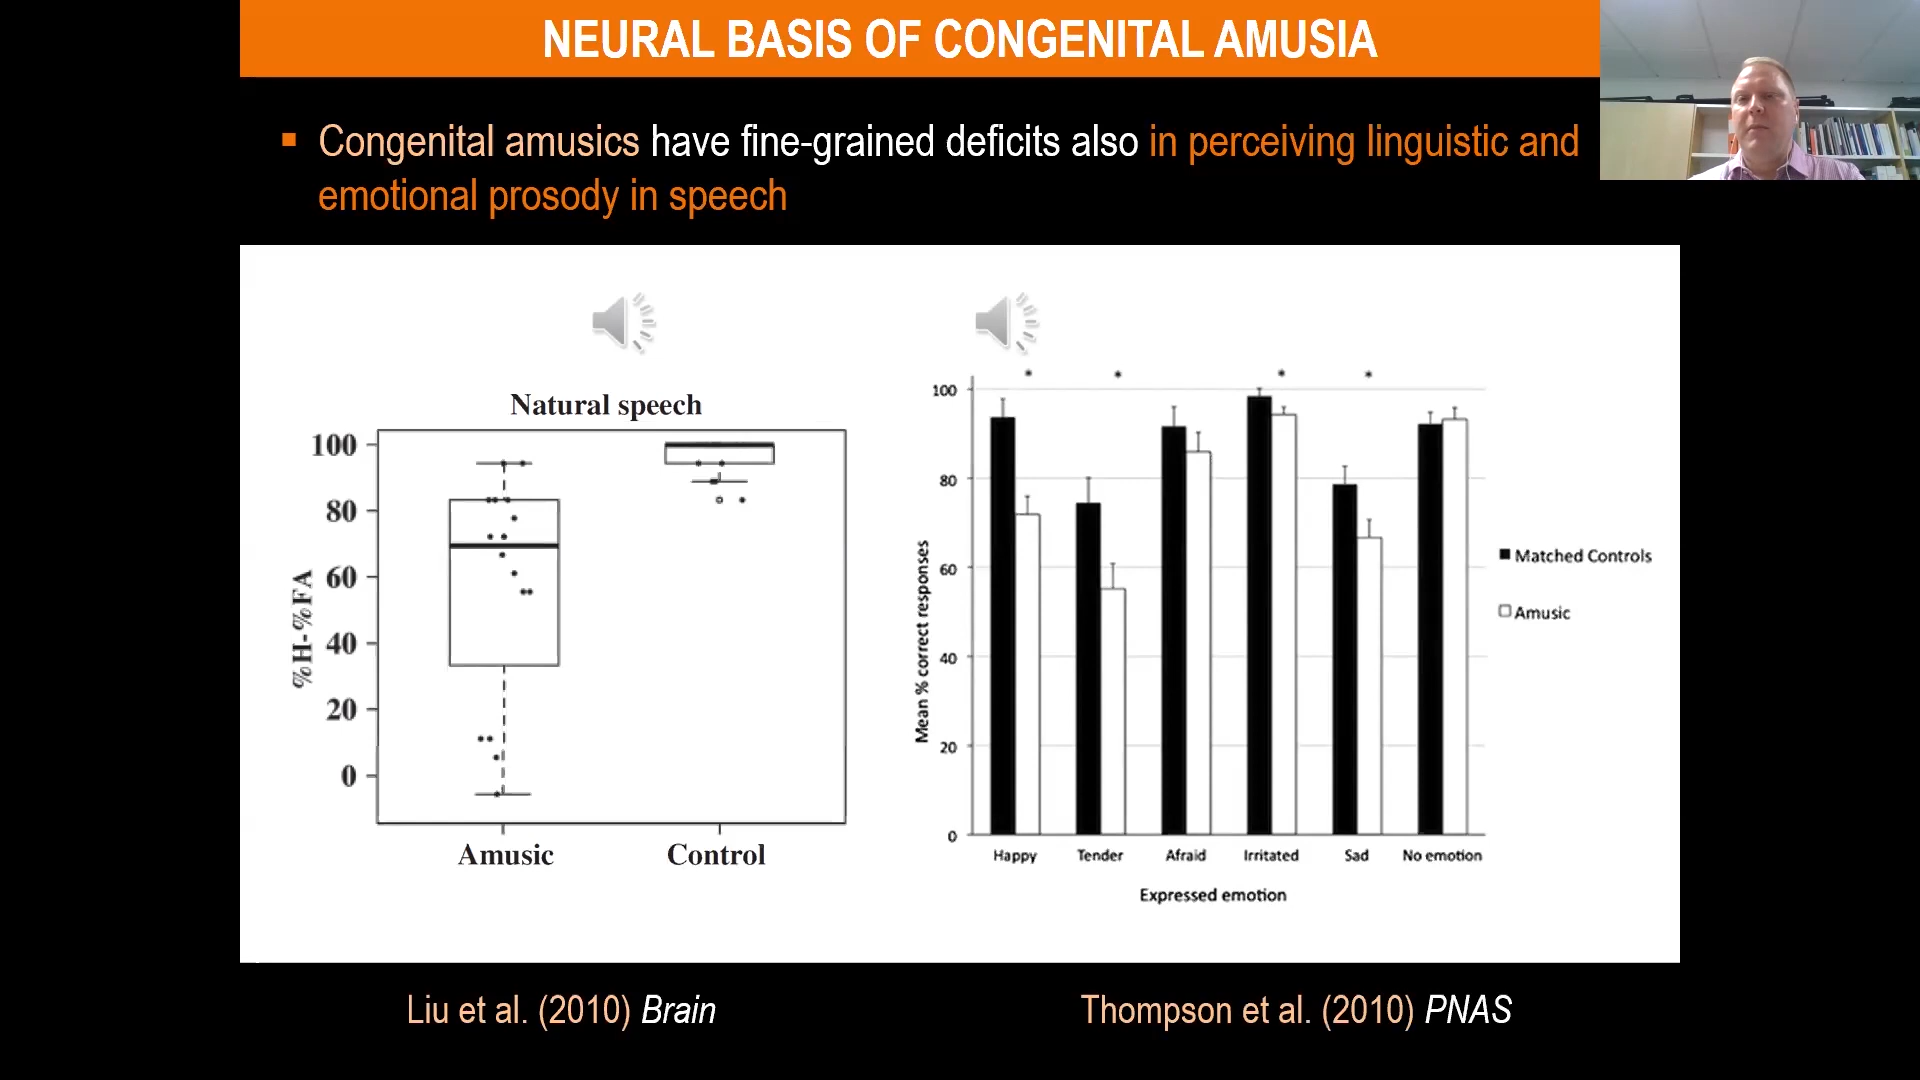 NEURAL BASIS OF CONGENITAL AMUSIA
▪ Congenital amusics have fine-grained deficits also in perceiving linguistic and
emotional prosody in speech
Natural speech
100
80
60
40
20
0
%H-%FA
Amusic Control
* * * *
100
80
60
40
20
0
Mean % correct responses
Happy Tender Afraid Irritated Sad No emotion
Expressed emotion
Matched Controls
Amusic
Liu et al. (2010) Brain
Thompson et al. (2010) PNAS